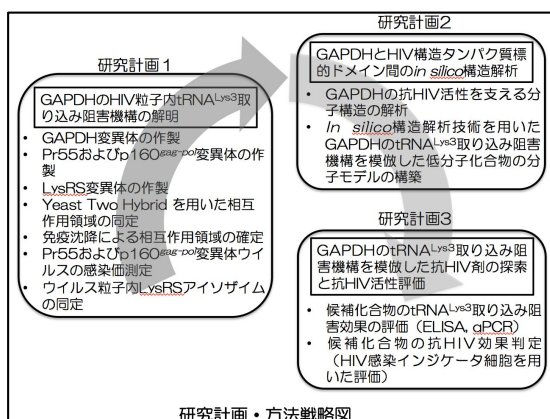 研究計画1
GAPDHのHIV粒子内tRNALys3取
り込み阻害機構の解明
• GAPDH変異体の作製
• Pr55およびp160gag-pol変異体の作
製
• LysRS変異体の作製
• Yeast Two Hybrid を用いた相互
作用領域の同定
• 免疫沈降による相互作用領域の確定
• Pr55およびp160gag-pol変異体ウイ
ルスの感染価測定
• ウイルス粒子内LysRSアイソザイム
の同定
研究計画2
GAPDHとHIV構造タンパク質標
的ドメイン間のin silico構造解析
• GAPDHの抗HIV活性を支える分
子構造の解析
• In silico構造解析技術を用いた
GAPDHのtRNALys3取り込み阻害
機構を模倣した低分子化合物の分
子モデルの構築
研究計画3
GAPDHのtRNALys3取り込み阻
害機構を模倣した抗HIV剤の探索
と抗HIV活性評価
• 候補化合物のtRNALys3取り込み阻
害効果の評価（ELISA, qPCR）
• 候補化合物の抗HIV効果判定
（HIV感染インジケータ細胞を用
いた評価）
研究計画・方法戦略図